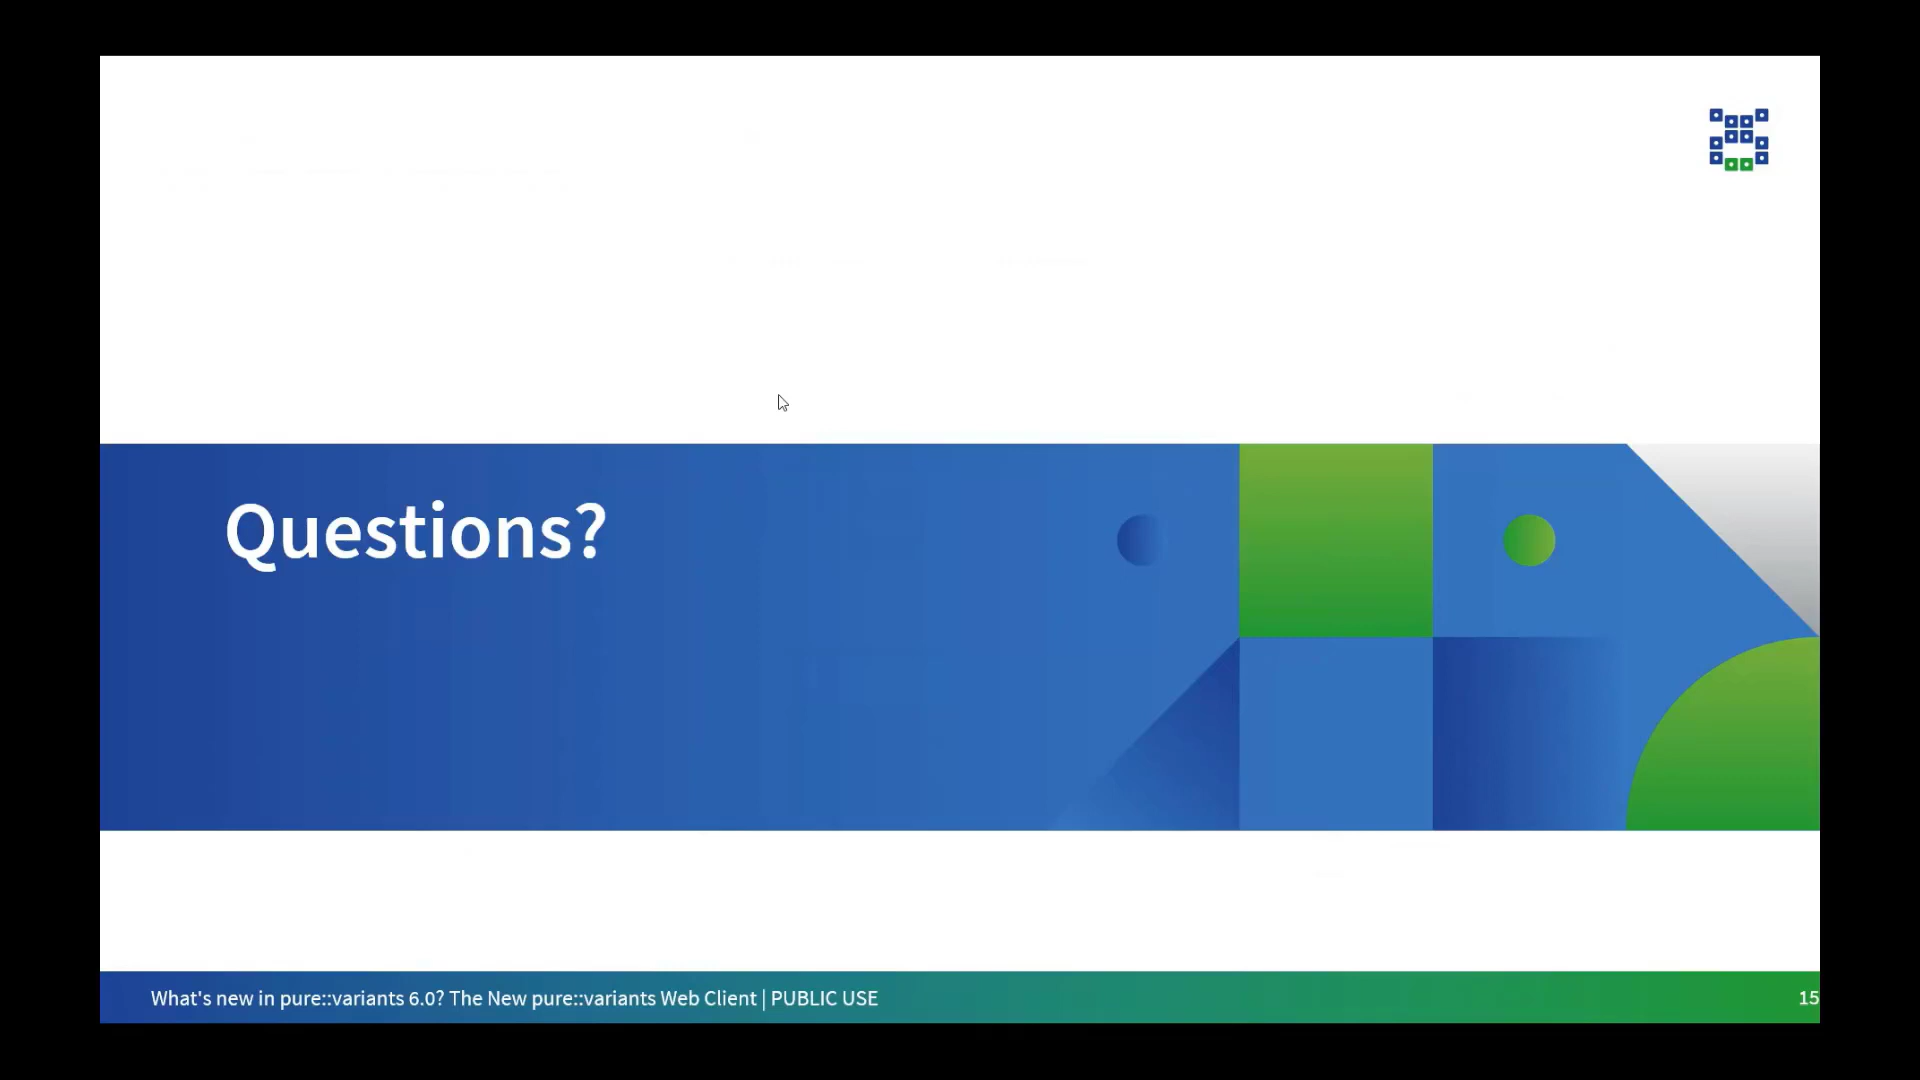 Questions?
What's new in pure::variants 6.0? The New pure::variants Web Client | PUBLIC USE
15